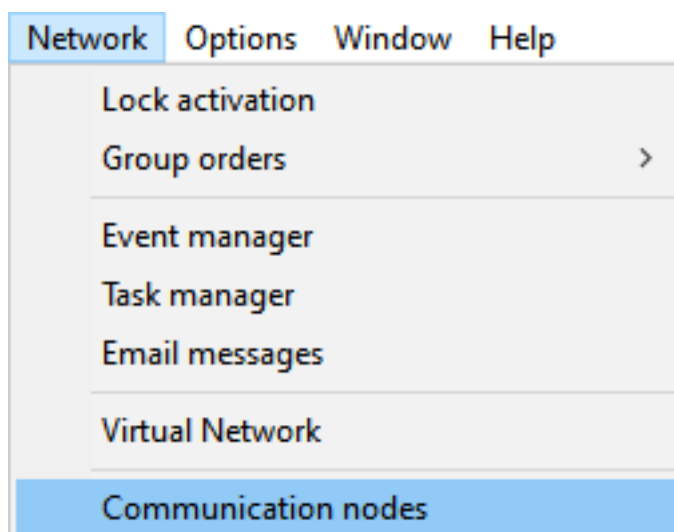 Network Options Window Help
Lock activation
Group orders
Event manager
Task manager
Email messages
Virtual Network
Communication nodes